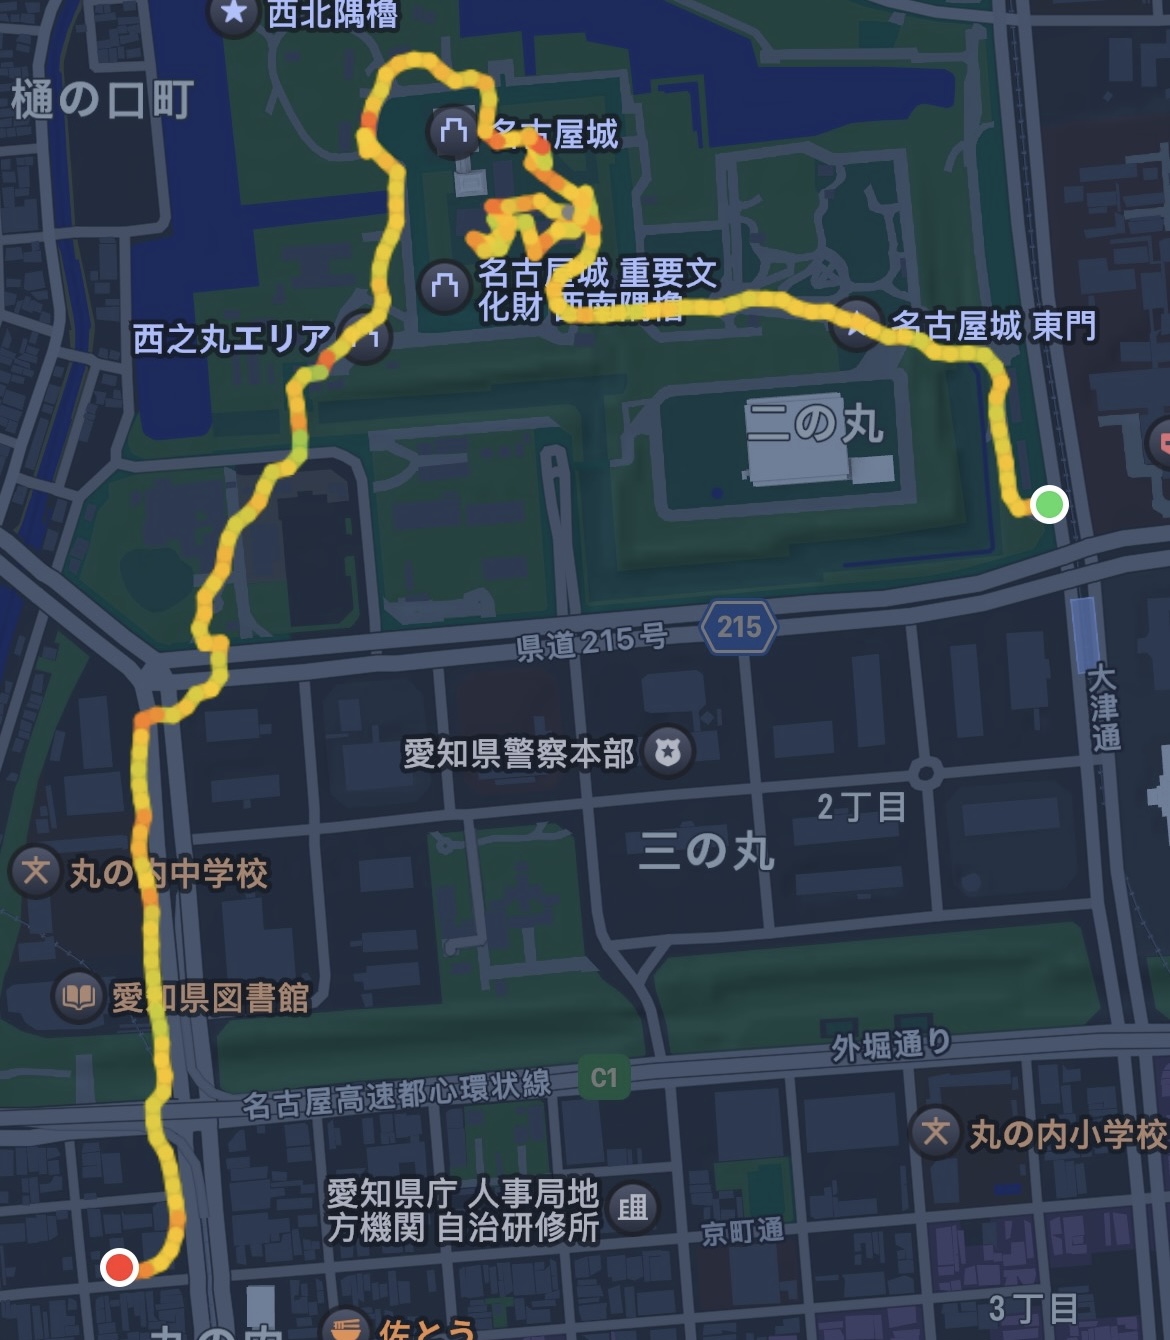 西北隅櫓
樋の口町
名古屋城
名古屋城 重要文
化財 西南隅櫓
西之丸エリア
名古屋城 東門
二の丸
215
県道215号
大津通
愛知県警察本部
2丁目
三の丸
丸の内中学校
愛知県図書館
外堀通り
C1
名古屋高速都心環状線
丸の内小学校
愛知県庁 人事局地
方機関 自治研修所
京町通
3丁目
丸の内
佐とう